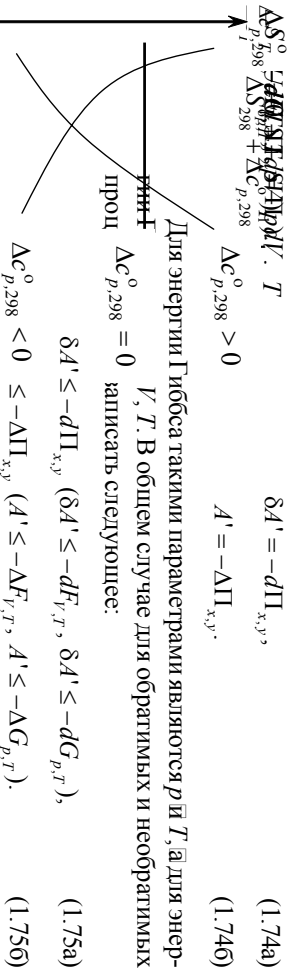 δA' = −dΠ_{x,y},     (1.74а)
A' = −ΔΠ_{x,y}.     (1.74б)
Для энергии Гиббса такими параметрами являются p и T, а для энер-
гии Г
V, T. В общем случае для обратимых и необратимых
проц
записать следующее:
δA' ≤ −dΠ_{x,y} (δA' ≤ −dF_{V,T}, δA' ≤ −dG_{p,T}),     (1.75а)
≤ −ΔΠ_{x,y} (A' ≤ −ΔF_{V,T}, A' ≤ −ΔG_{p,T}).     (1.75б)
T
Δc°_{p,298} > 0
Δc°_{p,298} = 0
Δc°_{p,298} < 0